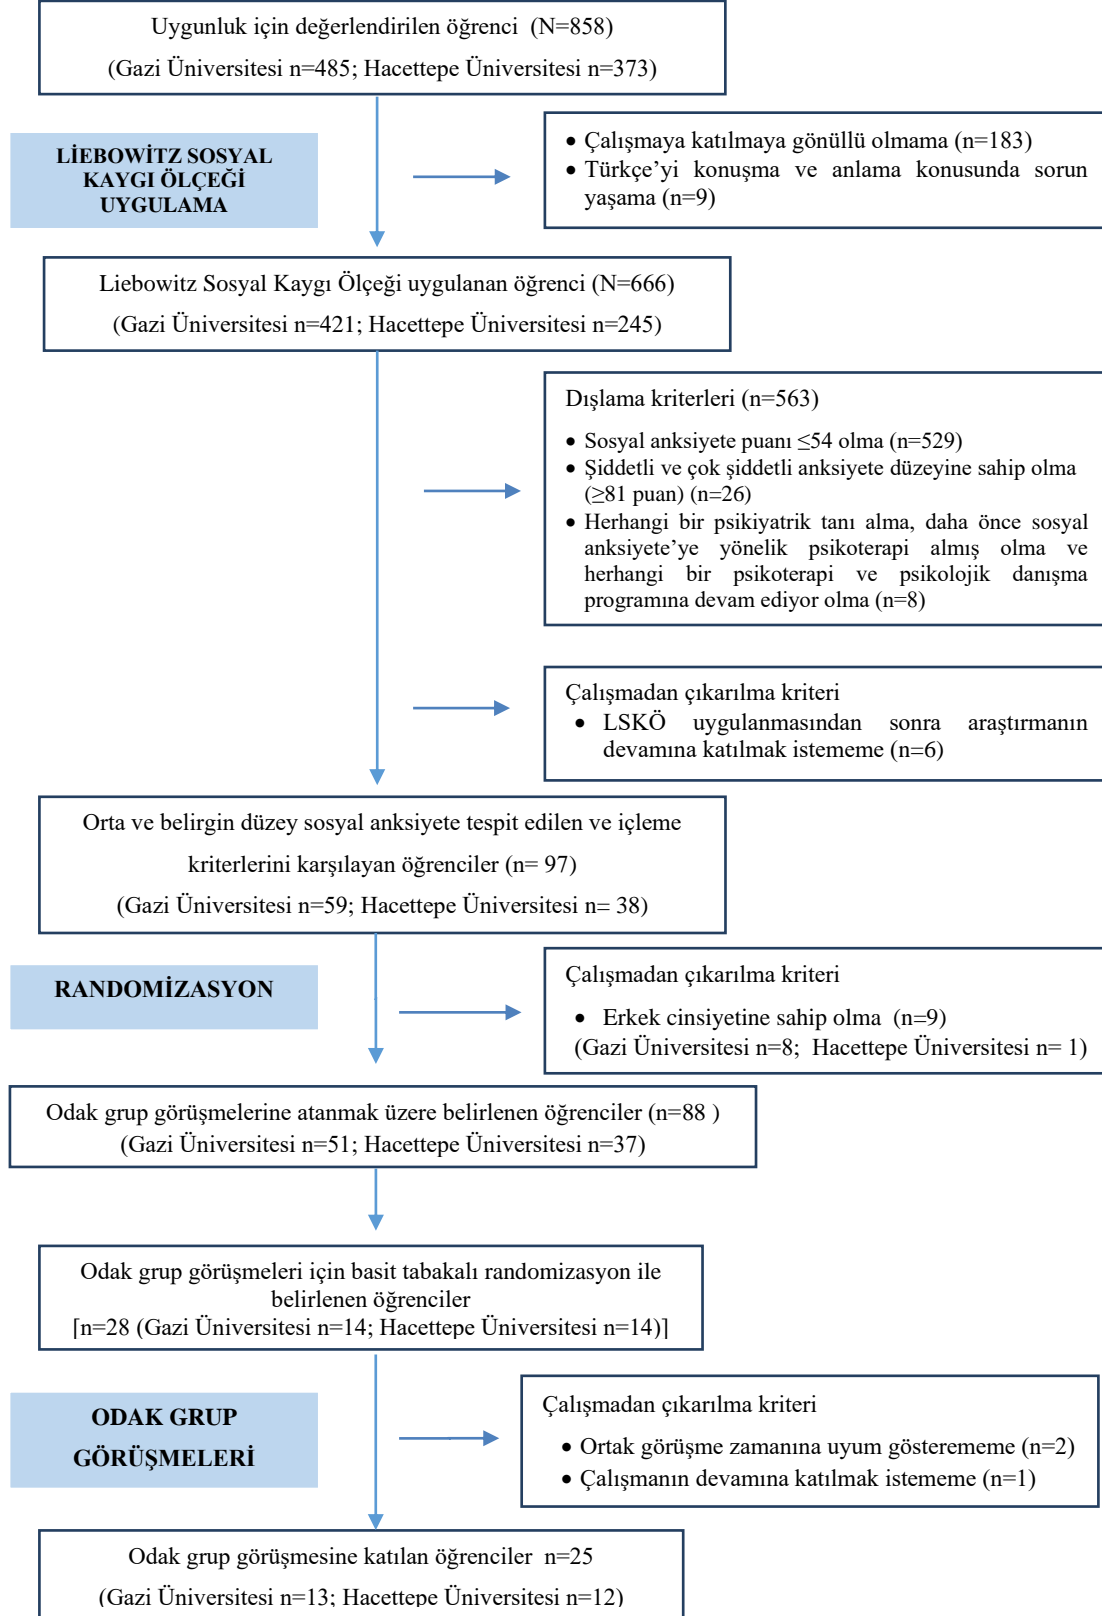 Uygunluk için değerlendirilen öğrenci (N=858)
(Gazi Üniversitesi n=485; Hacettepe Üniversitesi n=373)
LİEBOWİTZ SOSYAL
KAYGI ÖLÇEĞİ
UYGULAMA
• Çalışmaya katılmaya gönüllü olmama (n=183)
• Türkçe’yi konuşma ve anlama konusunda sorun
yaşama (n=9)
Liebowitz Sosyal Kaygı Ölçeği uygulanan öğrenci (N=666)
(Gazi Üniversitesi n=421; Hacettepe Üniversitesi n=245)
Dışlama kriterleri (n=563)
• Sosyal anksiyete puanı ≤54 olma (n=529)
• Şiddetli ve çok şiddetli anksiyete düzeyine sahip olma
(≥81 puan) (n=26)
• Herhangi bir psikiyatrik tanı alma, daha önce sosyal
anksiyete’ye yönelik psikoterapi almış olma ve
herhangi bir psikoterapi ve psikolojik danışma
programına devam ediyor olma (n=8)
Çalışmadan çıkarılma kriteri
• LSKÖ uygulanmasından sonra araştırmanın
devamına katılmak istememe (n=6)
Orta ve belirgin düzey sosyal anksiyete tespit edilen ve içleme
kriterlerini karşılayan öğrenciler (n= 97)
(Gazi Üniversitesi n=59; Hacettepe Üniversitesi n= 38)
RANDOMİZASYON
Çalışmadan çıkarılma kriteri
• Erkek cinsiyetine sahip olma (n=9)
(Gazi Üniversitesi n=8; Hacettepe Üniversitesi n= 1)
Odak grup görüşmelerine atanmak üzere belirlenen öğrenciler (n=88 )
(Gazi Üniversitesi n=51; Hacettepe Üniversitesi n=37)
Odak grup görüşmeleri için basit tabakalı randomizasyon ile
belirlenen öğrenciler
[n=28 (Gazi Üniversitesi n=14; Hacettepe Üniversitesi n=14)]
ODAK GRUP
GÖRÜŞMELERİ
Çalışmadan çıkarılma kriteri
• Ortak görüşme zamanına uyum gösterememe (n=2)
• Çalışmanın devamına katılmak istememe (n=1)
Odak grup görüşmesine katılan öğrenciler n=25
(Gazi Üniversitesi n=13; Hacettepe Üniversitesi n=12)